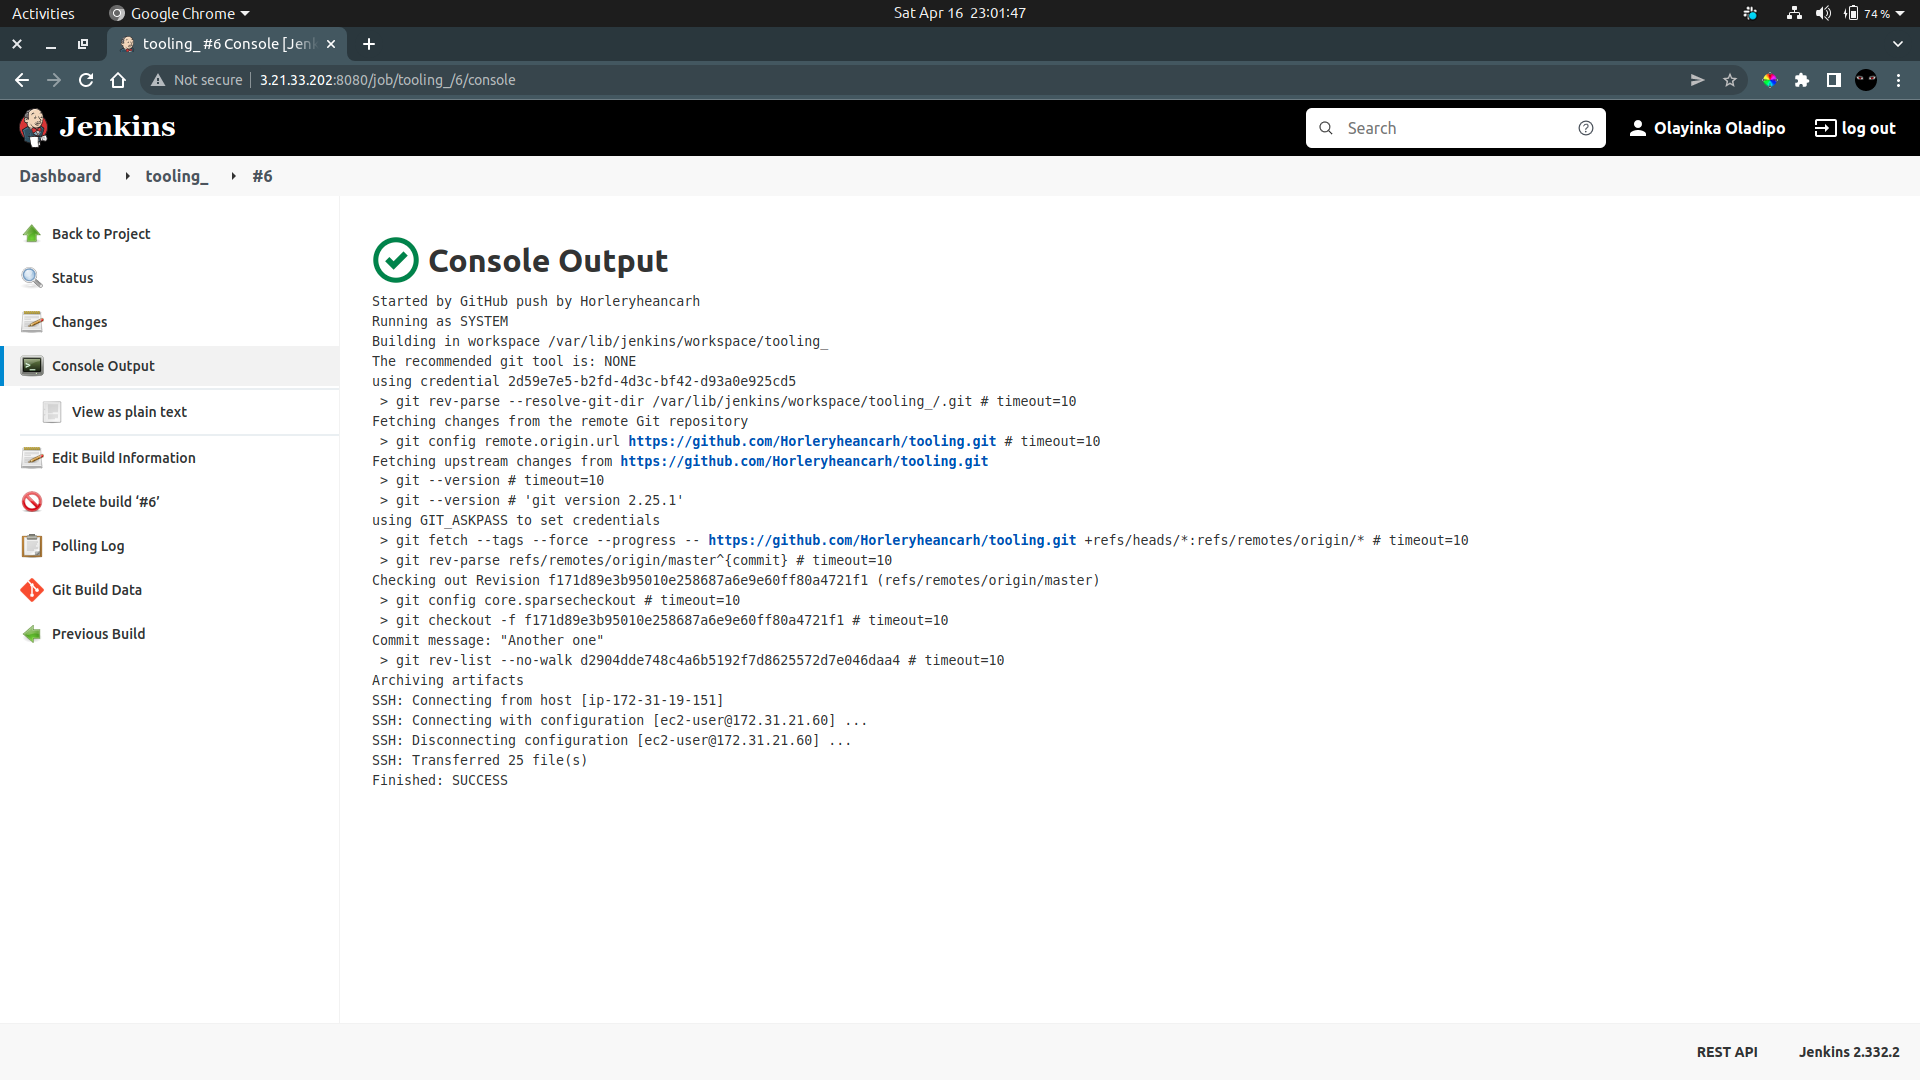 Activities Google Chrome Sat Apr 16 23:01:47 74 %
tooling_ #6 Console [Jenk
Not secure 3.21.33.202:8080/job/tooling_/6/console
Jenkins Search Olayinka Oladipo log out
Dashboard tooling_ #6
Back to Project
Status
Changes
Console Output
View as plain text
Edit Build Information
Delete build ‘#6’
Polling Log
Git Build Data
Previous Build
Console Output
Started by GitHub push by Horleryheancarh
Running as SYSTEM
Building in workspace /var/lib/jenkins/workspace/tooling_
The recommended git tool is: NONE
using credential 2d59e7e5-b2fd-4d3c-bf42-d93a0e925cd5
> git rev-parse --resolve-git-dir /var/lib/jenkins/workspace/tooling_/.git # timeout=10
Fetching changes from the remote Git repository
> git config remote.origin.url https://github.com/Horleryheancarh/tooling.git # timeout=10
Fetching upstream changes from https://github.com/Horleryheancarh/tooling.git
> git --version # timeout=10
> git --version # 'git version 2.25.1'
using GIT_ASKPASS to set credentials
> git fetch --tags --force --progress -- https://github.com/Horleryheancarh/tooling.git +refs/heads/*:refs/remotes/origin/* # timeout=10
> git rev-parse refs/remotes/origin/master^{commit} # timeout=10
Checking out Revision f171d89e3b95010e258687a6e9e60ff80a4721f1 (refs/remotes/origin/master)
> git config core.sparsecheckout # timeout=10
> git checkout -f f171d89e3b95010e258687a6e9e60ff80a4721f1 # timeout=10
Commit message: "Another one"
> git rev-list --no-walk d2904dde748c4a6b5192f7d8625572d7e046daa4 # timeout=10
Archiving artifacts
SSH: Connecting from host [ip-172-31-19-151]
SSH: Connecting with configuration [ec2-user@172.31.21.60] ...
SSH: Disconnecting configuration [ec2-user@172.31.21.60] ...
SSH: Transferred 25 file(s)
Finished: SUCCESS
REST API Jenkins 2.332.2